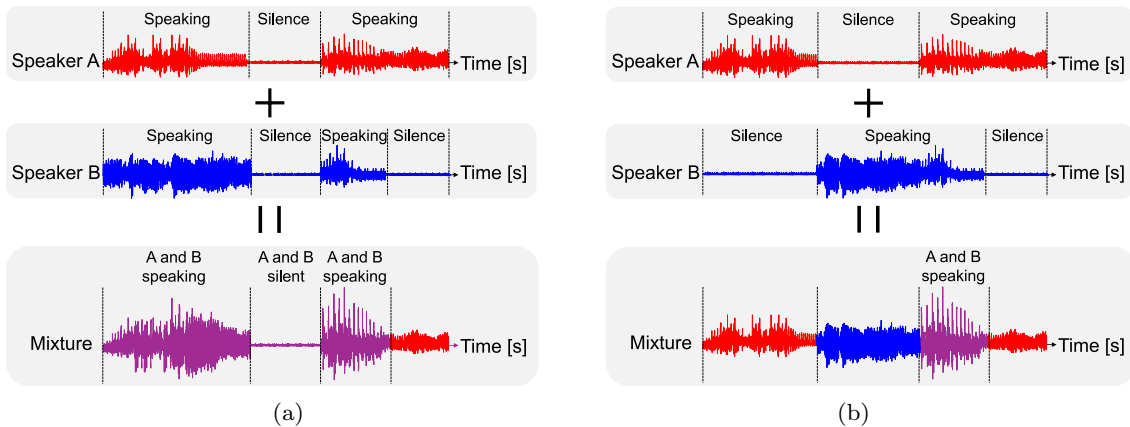 Speaking Silence Speaking
Speaker A Time [s]
+
Speaking Silence Speaking Silence
Speaker B Time [s]
=
A and B speaking A and B silent A and B speaking
Mixture Time [s]
(a)
Speaking Silence Speaking
Speaker A Time [s]
+
Silence Speaking Silence
Speaker B Time [s]
=
A and B speaking
Mixture Time [s]
(b)